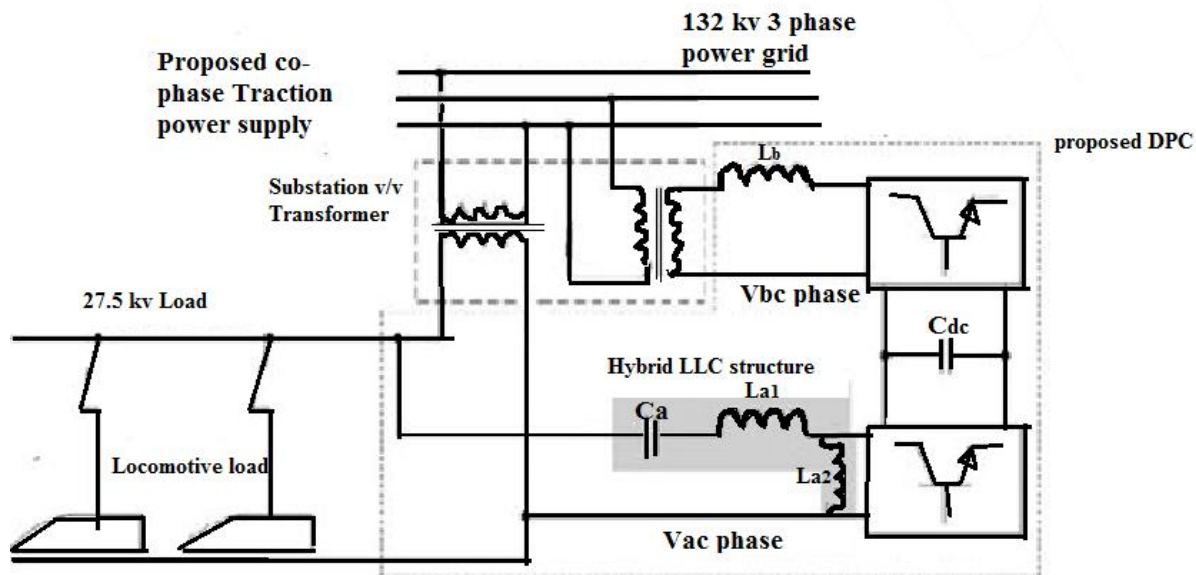 132 kv 3 phase
power grid
Proposed co-
phase Traction
power supply
proposed DPC
Lb
Substation v/v
Transformer
Vbc phase
27.5 kv Load
Cdc
Hybrid LLC structure
La1
Ca
Locomotive load
La2
Vac phase